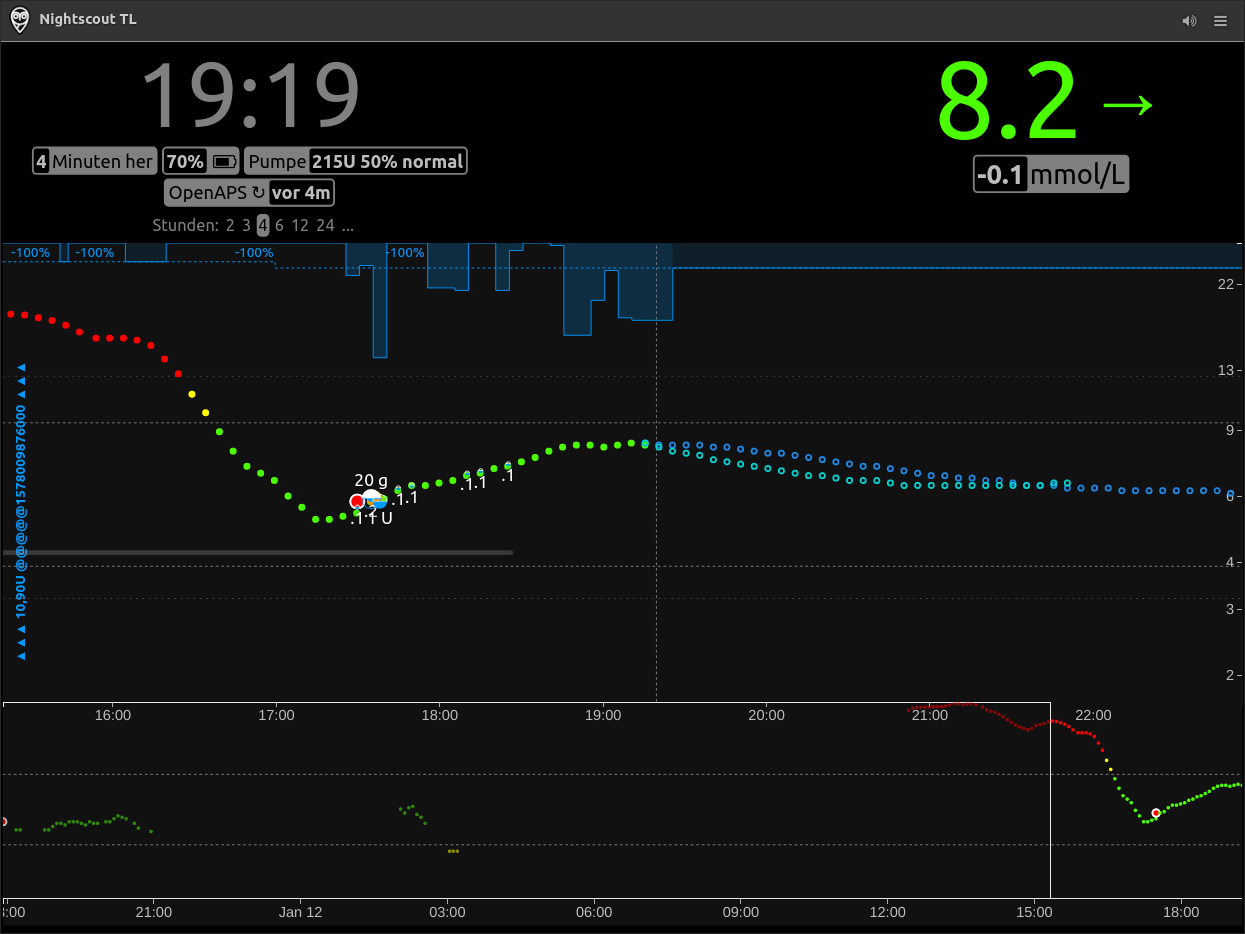 Nightscout TL
19:19
8.2 →
4 Minuten her 70% Pumpe 215U 50% normal
-0.1 mmol/L
OpenAPS ↻ vor 4m
Stunden: 2 3 4 6 12 24 ...
-100% -100% -100% -100%
22
13
9
6
4
3
2
▲ ▲ ▲ 10,90U @@@@@1578009876000 ▲ ▲ ▲
20 g
.1.1
.1.1
.1
16:00 17:00 18:00 19:00 20:00 21:00 22:00
:00 21:00 Jan 12 03:00 06:00 09:00 12:00 15:00 18:00